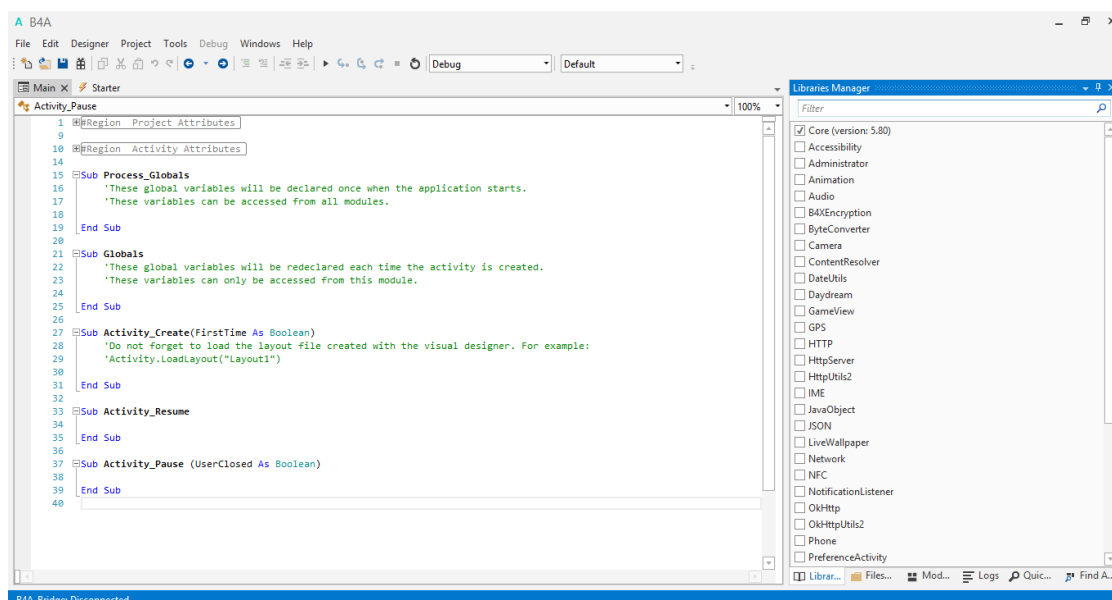 B4A
File Edit Designer Project Tools Debug Windows Help
Debug Default
Main Starter
Activity_Pause 100%
1 #Region Project Attributes
9
10 #Region Activity Attributes
14
15 Sub Process_Globals
16 'These global variables will be declared once when the application starts.
17 'These variables can be accessed from all modules.
18
19 End Sub
20
21 Sub Globals
22 'These global variables will be redeclared each time the activity is created.
23 'These variables can only be accessed from this module.
24
25 End Sub
26
27 Sub Activity_Create(FirstTime As Boolean)
28 'Do not forget to load the layout file created with the visual designer. For example:
29 'Activity.LoadLayout("Layout1")
30
31 End Sub
32
33 Sub Activity_Resume
34
35 End Sub
36
37 Sub Activity_Pause (UserClosed As Boolean)
38
39 End Sub
40
Libraries Manager
Filter
Core (version: 5.80)
Accessibility
Administrator
Animation
Audio
B4XEncryption
ByteConverter
Camera
ContentResolver
DateUtils
Daydream
GameView
GPS
HTTP
HttpServer
HttpUtils2
IME
JavaObject
JSON
LiveWallpaper
Network
NFC
NotificationListener
OkHttp
OkHttpUtils2
Phone
PreferenceActivity
Librar... Files... Mod... Logs Quic... Find A...
B4A-Bridge: Disconnected